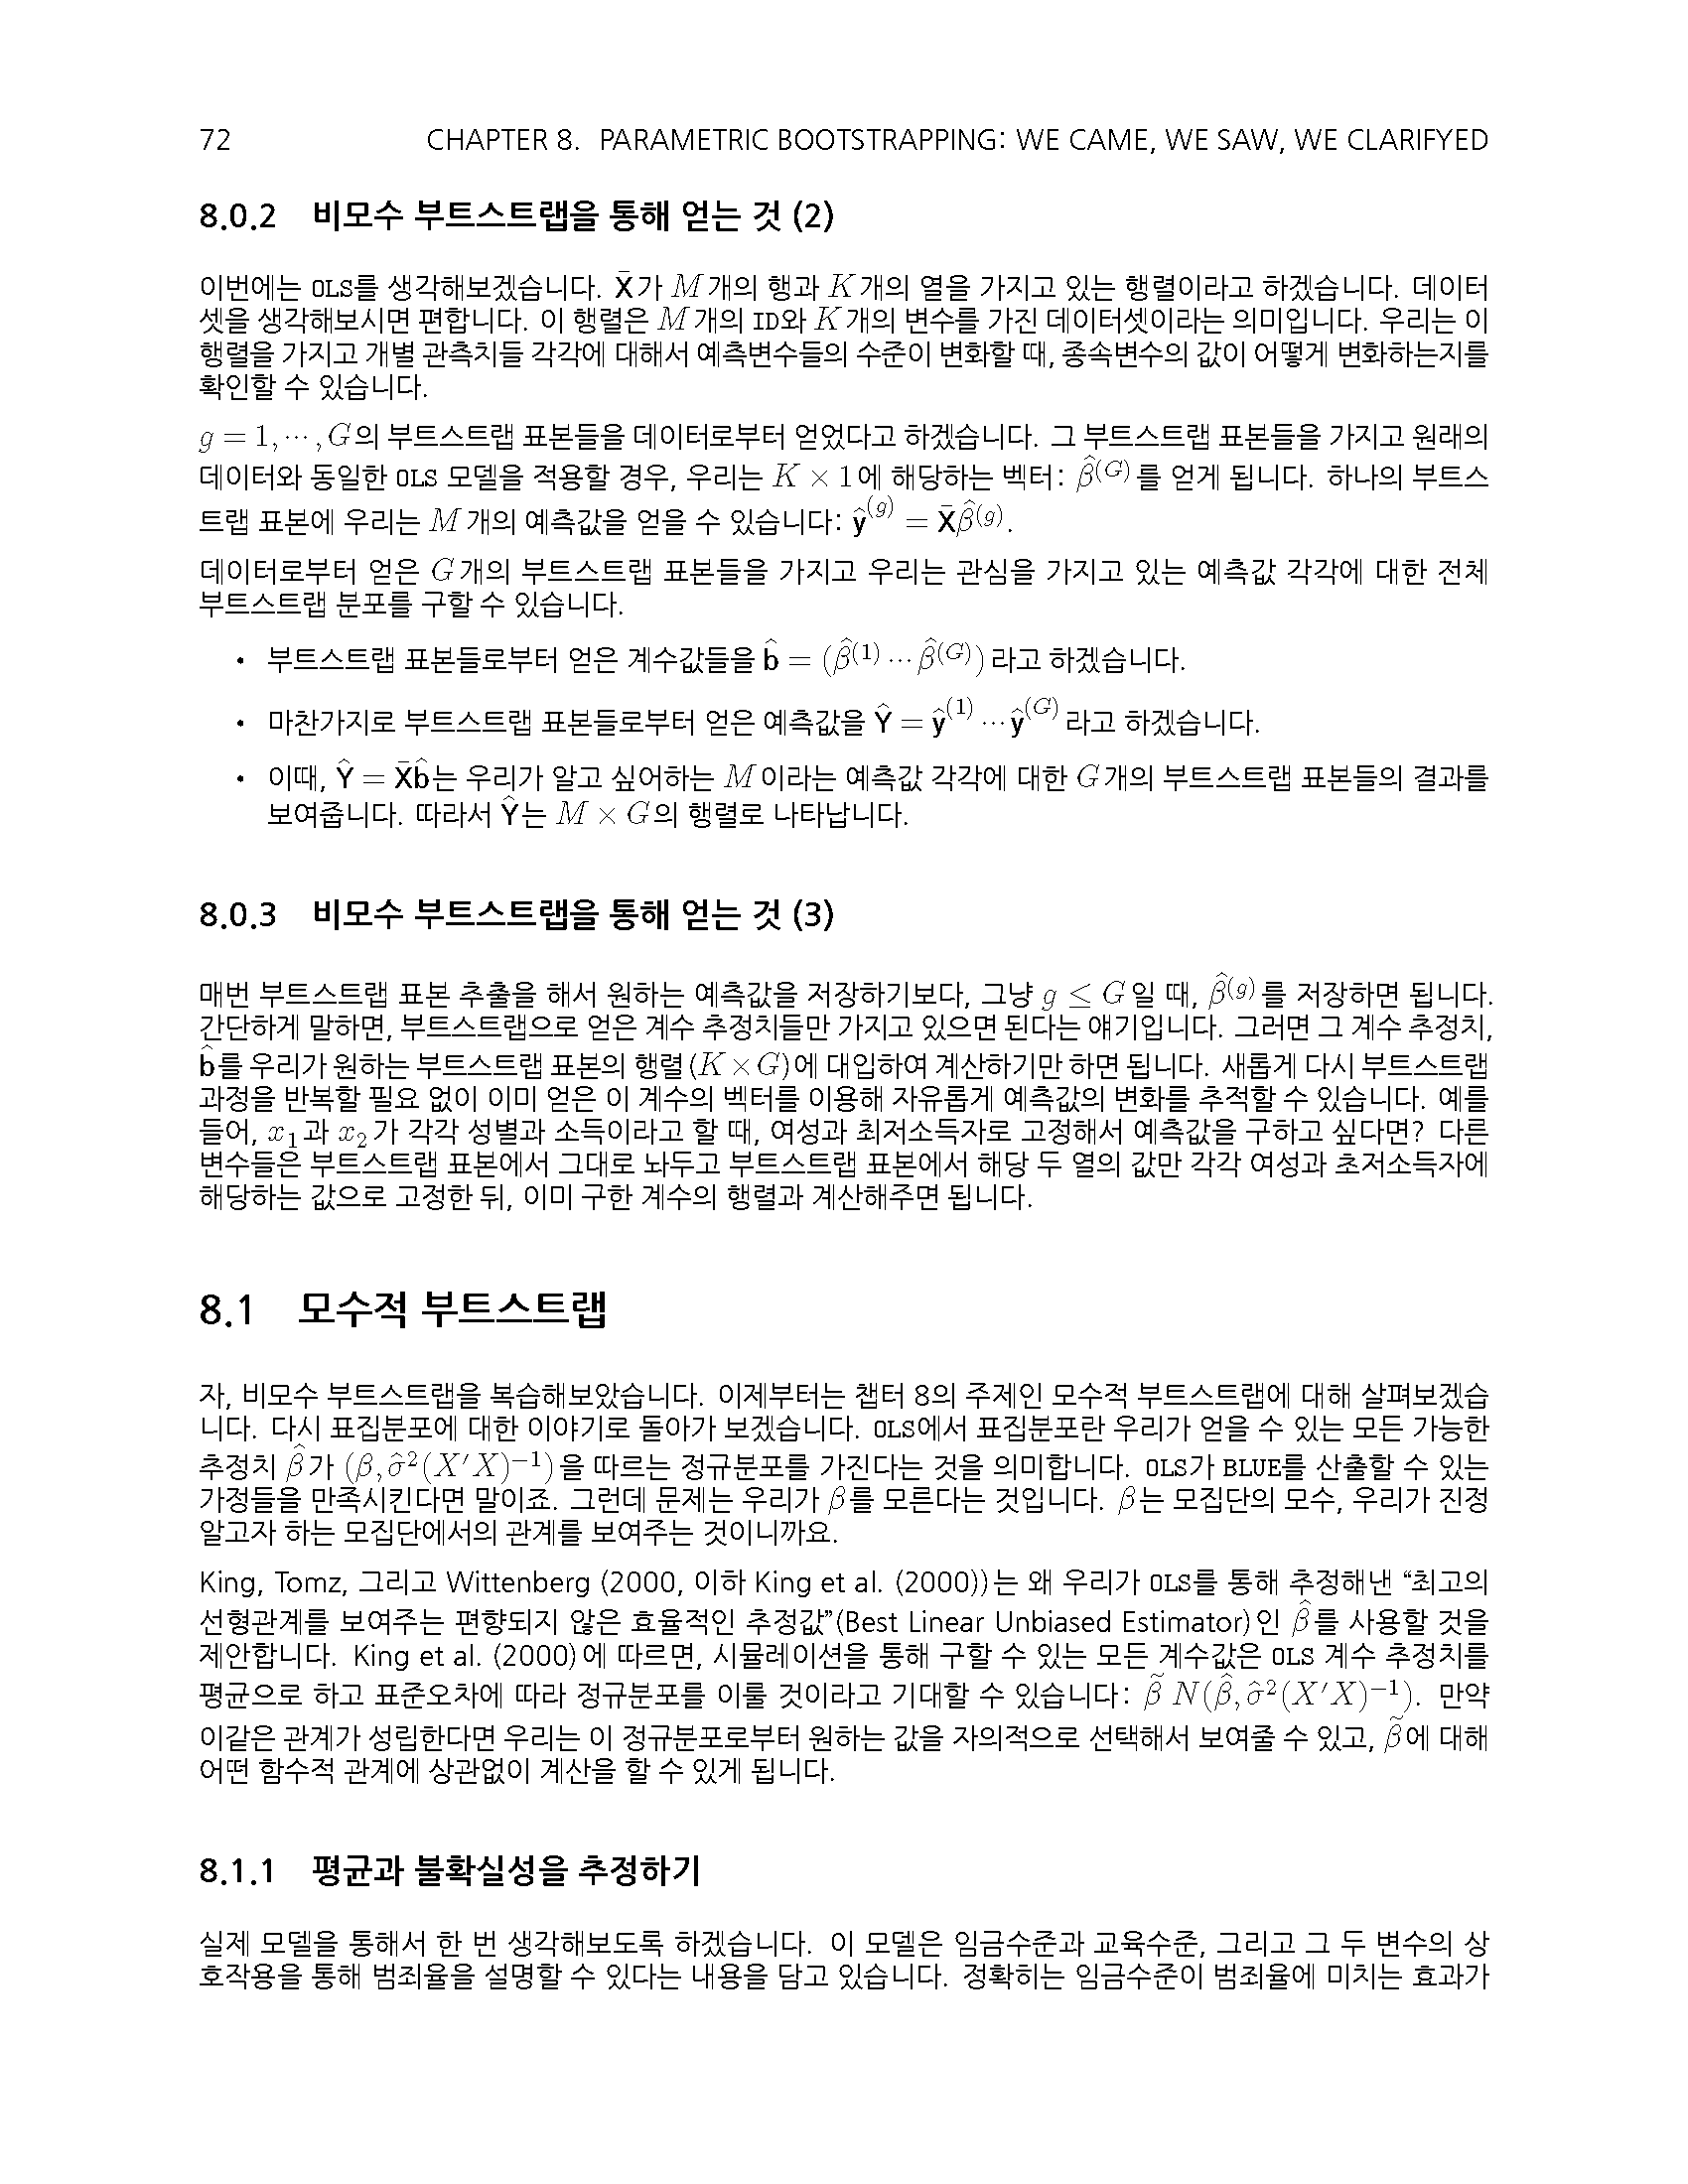 72 CHAPTER 8. PARAMETRIC BOOTSTRAPPING: WE CAME, WE SAW, WE CLARIFYED
8.0.2 비모수 부트스트랩을 통해 얻는 것 (2)
이번에는 OLS를 생각해보겠습니다. X̄가 M개의 행과 K개의 열을 가지고 있는 행렬이라고 하겠습니다. 데이터
셋을 생각해보시면 편합니다. 이 행렬은 M개의 ID와 K개의 변수를 가진 데이터셋이라는 의미입니다. 우리는 이
행렬을 가지고 개별 관측치들 각각에 대해서 예측변수들의 수준이 변화할 때, 종속변수의 값이 어떻게 변화하는지를
확인할 수 있습니다.
g = 1, ⋯ , G의 부트스트랩 표본들을 데이터로부터 얻었다고 하겠습니다. 그 부트스트랩 표본들을 가지고 원래의
데이터와 동일한 OLS 모델을 적용할 경우, 우리는 K × 1에 해당하는 벡터: β̂^(G)를 얻게 됩니다. 하나의 부트스
트랩 표본에 우리는 M개의 예측값을 얻을 수 있습니다: ŷ^(g) = X̄β̂^(g).
데이터로부터 얻은 G개의 부트스트랩 표본들을 가지고 우리는 관심을 가지고 있는 예측값 각각에 대한 전체
부트스트랩 분포를 구할 수 있습니다.
• 부트스트랩 표본들로부터 얻은 계수값들을 b̂ = (β̂^(1) ⋯ β̂^(G))라고 하겠습니다.
• 마찬가지로 부트스트랩 표본들로부터 얻은 예측값을 Ŷ = ŷ^(1) ⋯ ŷ^(G)라고 하겠습니다.
• 이때, Ŷ = X̄b̂는 우리가 알고 싶어하는 M이라는 예측값 각각에 대한 G개의 부트스트랩 표본들의 결과를
보여줍니다. 따라서 Ŷ는 M × G의 행렬로 나타납니다.
8.0.3 비모수 부트스트랩을 통해 얻는 것 (3)
매번 부트스트랩 표본 추출을 해서 원하는 예측값을 저장하기보다, 그냥 g ≤ G일 때, β̂^(g)를 저장하면 됩니다.
간단하게 말하면, 부트스트랩으로 얻은 계수 추정치들만 가지고 있으면 된다는 얘기입니다. 그러면 그 계수 추정치,
b̂를 우리가 원하는 부트스트랩 표본의 행렬(K × G)에 대입하여 계산하기만 하면 됩니다. 새롭게 다시 부트스트랩
과정을 반복할 필요 없이 이미 얻은 이 계수의 벡터를 이용해 자유롭게 예측값의 변화를 추적할 수 있습니다. 예를
들어, x₁과 x₂가 각각 성별과 소득이라고 할 때, 여성과 최저소득자로 고정해서 예측값을 구하고 싶다면? 다른
변수들은 부트스트랩 표본에서 그대로 놔두고 부트스트랩 표본에서 해당 두 열의 값만 각각 여성과 초저소득자에
해당하는 값으로 고정한 뒤, 이미 구한 계수의 행렬과 계산해주면 됩니다.
8.1 모수적 부트스트랩
자, 비모수 부트스트랩을 복습해보았습니다. 이제부터는 챕터 8의 주제인 모수적 부트스트랩에 대해 살펴보겠습
니다. 다시 표집분포에 대한 이야기로 돌아가 보겠습니다. OLS에서 표집분포란 우리가 얻을 수 있는 모든 가능한
추정치 β̂가 (β, σ̂²(X′X)⁻¹)을 따르는 정규분포를 가진다는 것을 의미합니다. OLS가 BLUE를 산출할 수 있는
가정들을 만족시킨다면 말이죠. 그런데 문제는 우리가 β를 모른다는 것입니다. β는 모집단의 모수, 우리가 진정
알고자 하는 모집단에서의 관계를 보여주는 것이니까요.
King, Tomz, 그리고 Wittenberg (2000, 이하 King et al. (2000))는 왜 우리가 OLS를 통해 추정해낸 “최고의
선형관계를 보여주는 편향되지 않은 효율적인 추정값”(Best Linear Unbiased Estimator)인 β̂를 사용할 것을
제안합니다. King et al. (2000)에 따르면, 시뮬레이션을 통해 구할 수 있는 모든 계수값은 OLS 계수 추정치를
평균으로 하고 표준오차에 따라 정규분포를 이룰 것이라고 기대할 수 있습니다: β̃ N(β̂, σ̂²(X′X)⁻¹). 만약
이같은 관계가 성립한다면 우리는 이 정규분포로부터 원하는 값을 자의적으로 선택해서 보여줄 수 있고, β̃에 대해
어떤 함수적 관계에 상관없이 계산을 할 수 있게 됩니다.
8.1.1 평균과 불확실성을 추정하기
실제 모델을 통해서 한 번 생각해보도록 하겠습니다. 이 모델은 임금수준과 교육수준, 그리고 그 두 변수의 상
호작용을 통해 범죄율을 설명할 수 있다는 내용을 담고 있습니다. 정확히는 임금수준이 범죄율에 미치는 효과가